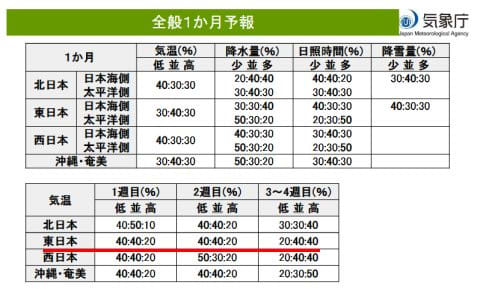 全般1か月予報
気象庁
Japan Meteorological Agency
1か月 気温(%) 降水量(%) 日照時間(%) 降雪量(%)
低 並 高 少 並 多 少 並 多 少 並 多
北日本 日本海側 40:30:30 20:40:40 40:40:20 30:40:30
太平洋側 30:40:30 30:40:30
東日本 日本海側 30:40:30 30:40:30 40:30:30 40:30:30
太平洋側 50:30:20 20:30:50
西日本 日本海側 40:30:30 40:30:30 30:40:30
太平洋側 50:30:20 20:30:50
沖縄・奄美 30:40:30 50:30:20 30:40:30
気温 1週目(%) 2週目(%) 3~4週目(%)
低 並 高 低 並 高 低 並 高
北日本 40:50:10 40:40:20 30:30:40
東日本 40:40:20 40:40:20 20:40:40
西日本 40:40:20 50:30:20 20:40:40
沖縄・奄美 40:40:20 40:40:20 20:30:50